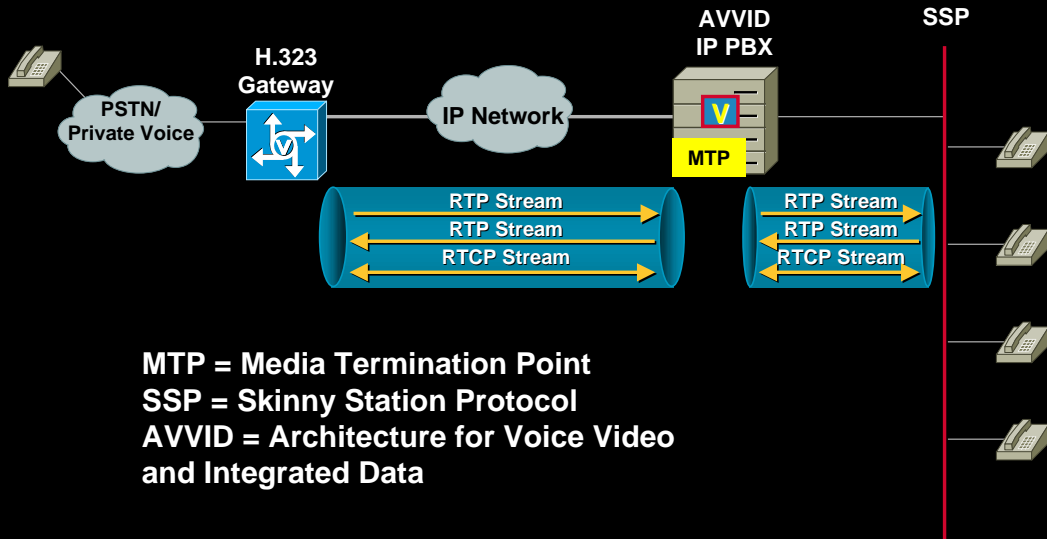 AVVID
IP PBX
SSP
H.323
Gateway
PSTN/
Private Voice
V
IP Network
V
MTP
RTP Stream
RTP Stream
RTCP Stream
RTP Stream
RTP Stream
RTCP Stream
MTP = Media Termination Point
SSP = Skinny Station Protocol
AVVID = Architecture for Voice Video
and Integrated Data